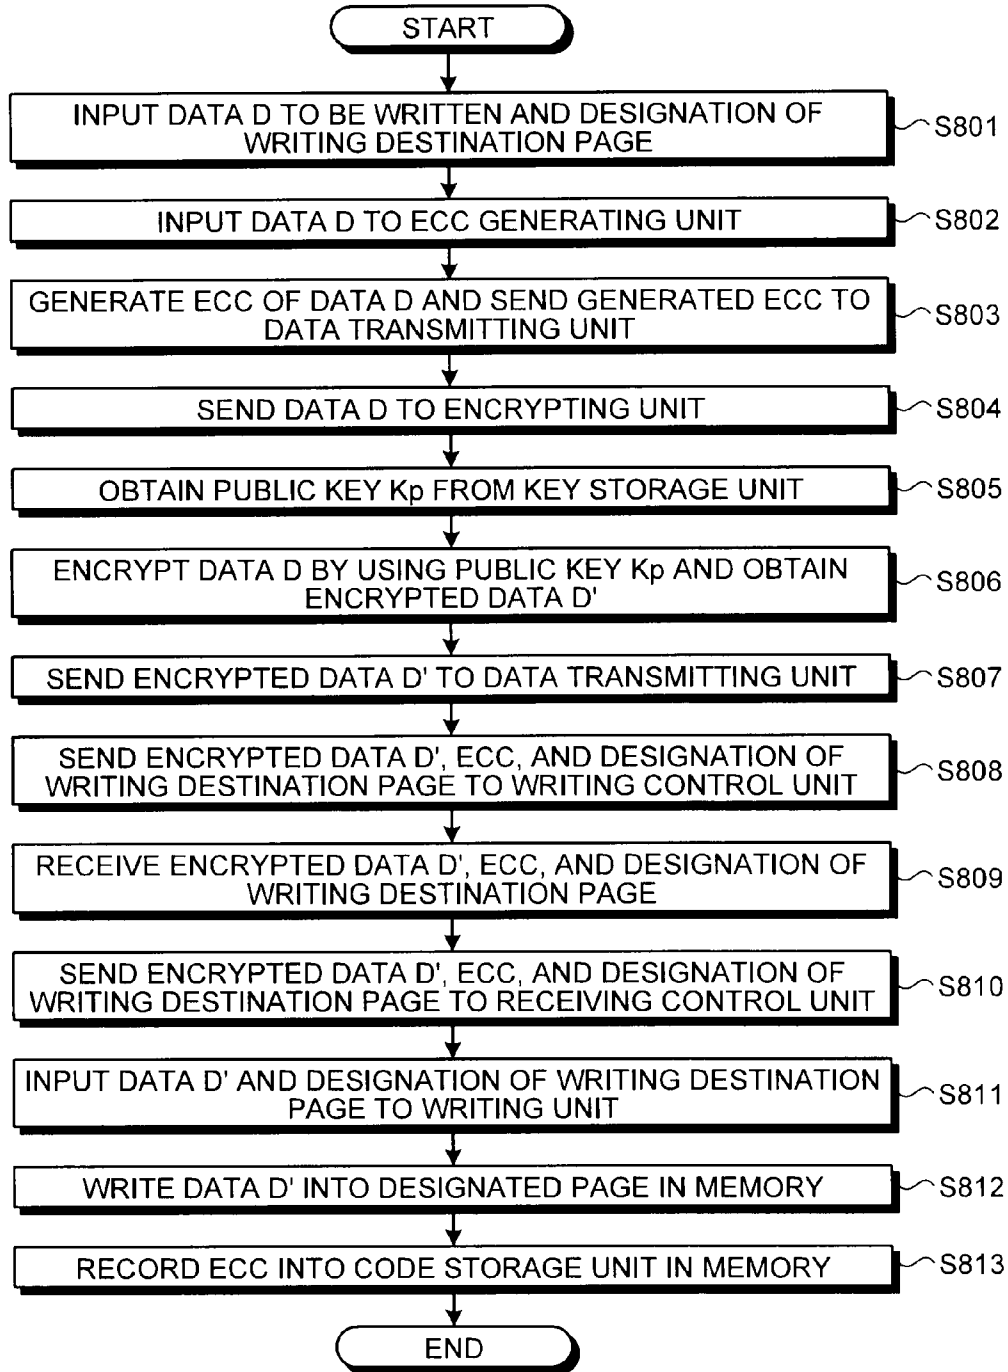 START
INPUT DATA D TO BE WRITTEN AND DESIGNATION OF
WRITING DESTINATION PAGE
S801
INPUT DATA D TO ECC GENERATING UNIT
S802
GENERATE ECC OF DATA D AND SEND GENERATED ECC TO
DATA TRANSMITTING UNIT
S803
SEND DATA D TO ENCRYPTING UNIT
S804
OBTAIN PUBLIC KEY Kp FROM KEY STORAGE UNIT
S805
ENCRYPT DATA D BY USING PUBLIC KEY Kp AND OBTAIN
ENCRYPTED DATA D'
S806
SEND ENCRYPTED DATA D' TO DATA TRANSMITTING UNIT
S807
SEND ENCRYPTED DATA D', ECC, AND DESIGNATION OF
WRITING DESTINATION PAGE TO WRITING CONTROL UNIT
S808
RECEIVE ENCRYPTED DATA D', ECC, AND DESIGNATION OF
WRITING DESTINATION PAGE
S809
SEND ENCRYPTED DATA D', ECC, AND DESIGNATION OF
WRITING DESTINATION PAGE TO RECEIVING CONTROL UNIT
S810
INPUT DATA D' AND DESIGNATION OF WRITING DESTINATION
PAGE TO WRITING UNIT
S811
WRITE DATA D' INTO DESIGNATED PAGE IN MEMORY
S812
RECORD ECC INTO CODE STORAGE UNIT IN MEMORY
S813
END